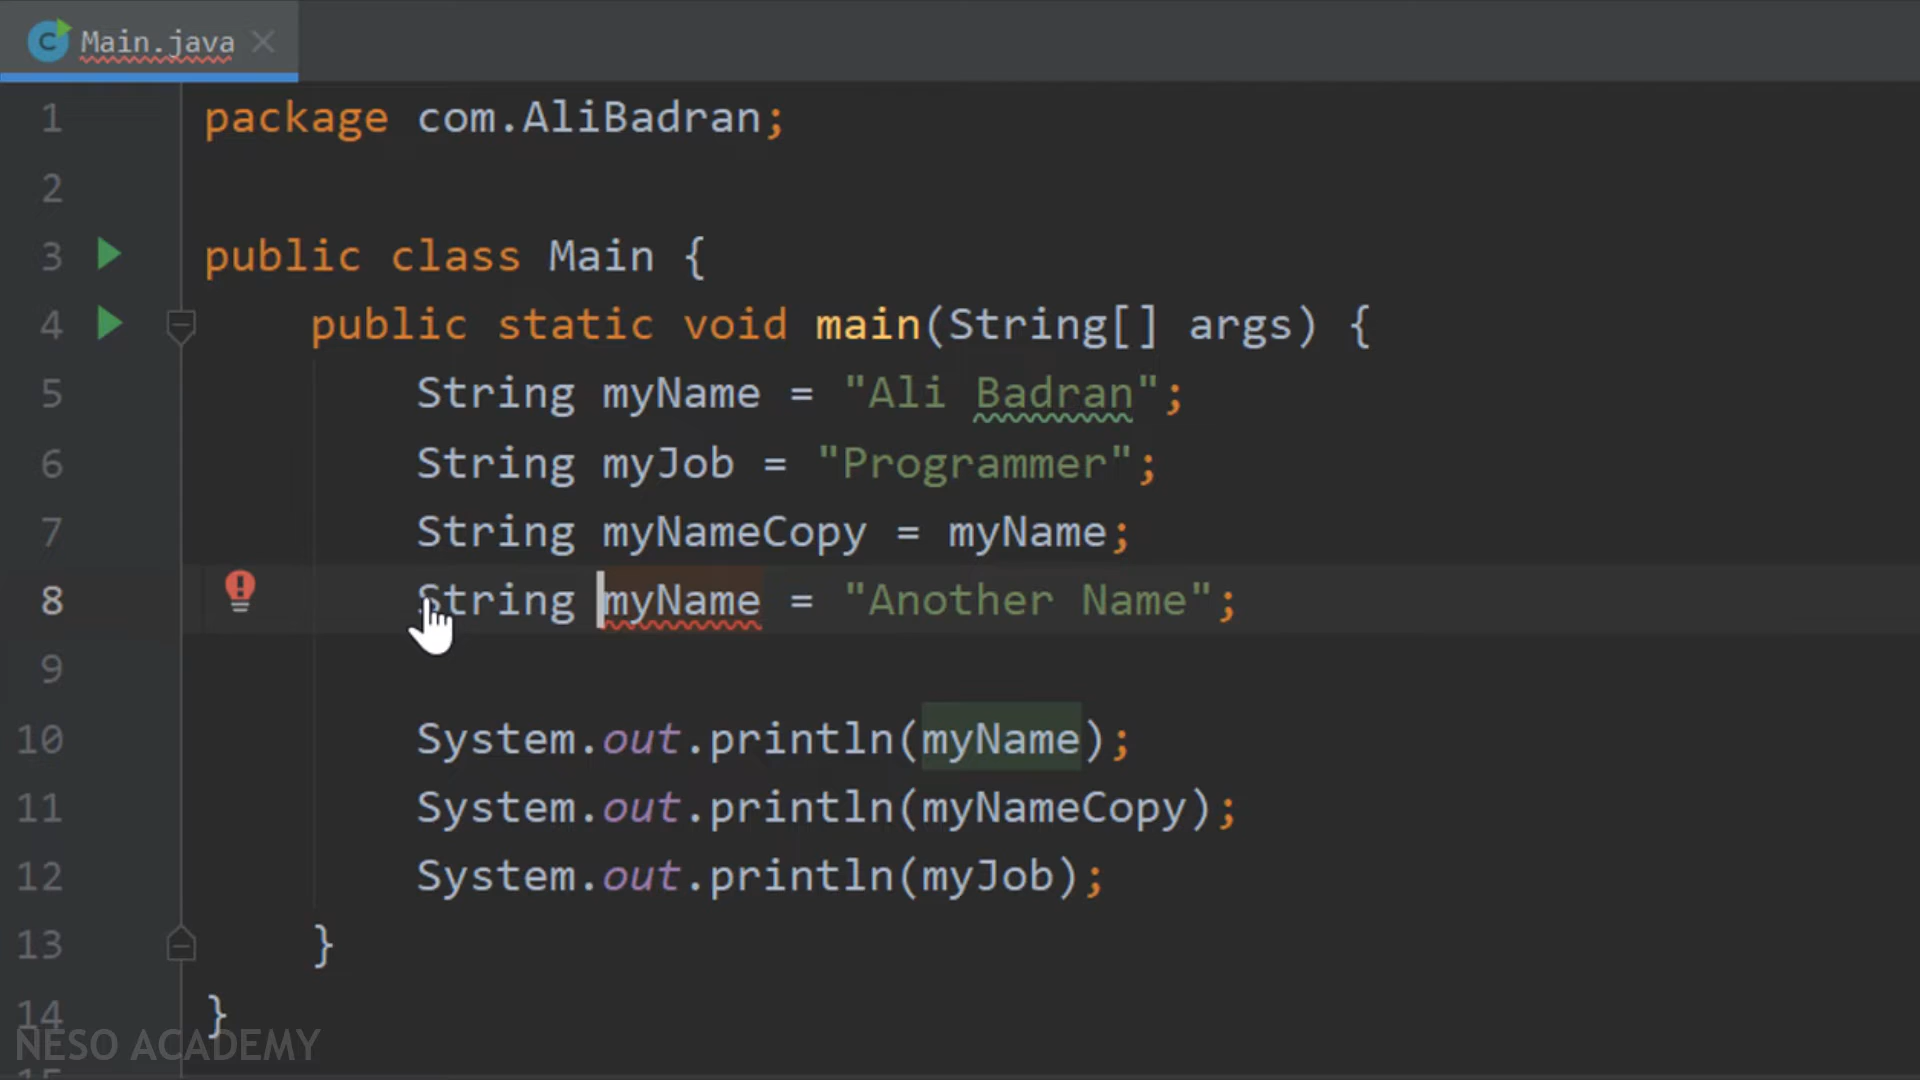 Main.java
1 package com.AliBadran;
2
3 public class Main {
4 public static void main(String[] args) {
5 String myName = "Ali Badran";
6 String myJob = "Programmer";
7 String myNameCopy = myName;
8 String myName = "Another Name";
9
10 System.out.println(myName);
11 System.out.println(myNameCopy);
12 System.out.println(myJob);
13 }
14 }
NESO ACADEMY
15